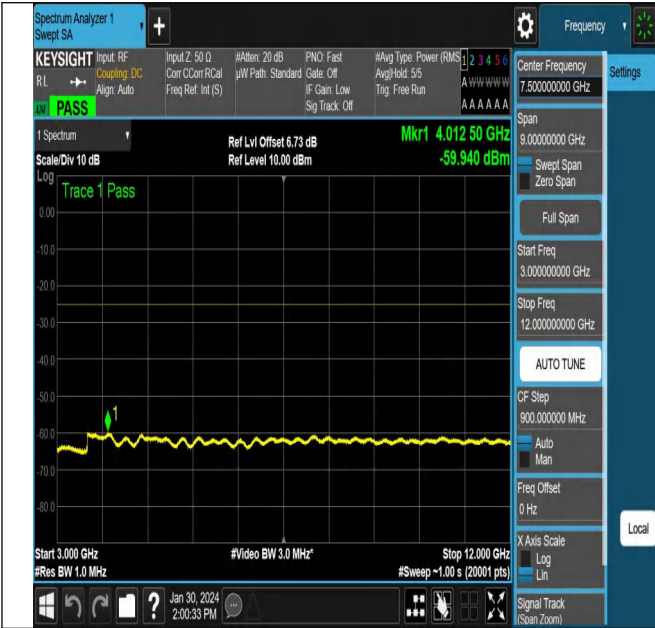 Spectrum Analyzer 1
Swept SA
+
Frequency
KEYSIGHT
RL
PASS
Input: RF
Coupling: DC
Align: Auto
Input Z: 50 Ω
Corr CCorr RCal
Freq Ref: Int (S)
#Atten: 20 dB
µW Path: Standard
PNO: Fast
Gate: Off
IF Gain: Low
Sig Track: Off
#Avg Type: Power (RMS
Avg|Hold: 5/5
Trig: Free Run
1 2 3 4 5 6
A W W W W W
A A A A A A
Center Frequency
7.500000000 GHz
Settings
1 Spectrum
Scale/Div 10 dB
Ref Lvl Offset 6.73 dB
Ref Level 10.00 dBm
Mkr1 4.012 50 GHz
-59.940 dBm
Span
9.00000000 GHz
Swept Span
Zero Span
Full Span
Start Freq
3.000000000 GHz
Stop Freq
12.000000000 GHz
AUTO TUNE
CF Step
900.000000 MHz
Auto
Man
Freq Offset
0 Hz
X Axis Scale
Log
Lin
Local
Signal Track
(Span Zoom)
Log
Trace 1 Pass
0.00
-10.0
-20.0
-30.0
-40.0
-50.0
1
-60.0
-70.0
-80.0
Start 3.000 GHz
#Res BW 1.0 MHz
#Video BW 3.0 MHz*
Stop 12.000 GHz
#Sweep ~1.00 s (20001 pts)
?
Jan 30, 2024
2:00:33 PM